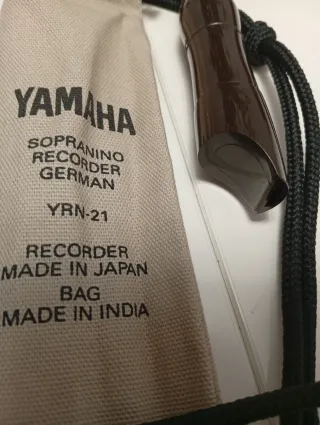 YAMAHA
SOPRANINO
RECORDER
GERMAN
YRN-21
RECORDER
MADE IN JAPAN
BAG
MADE IN INDIA